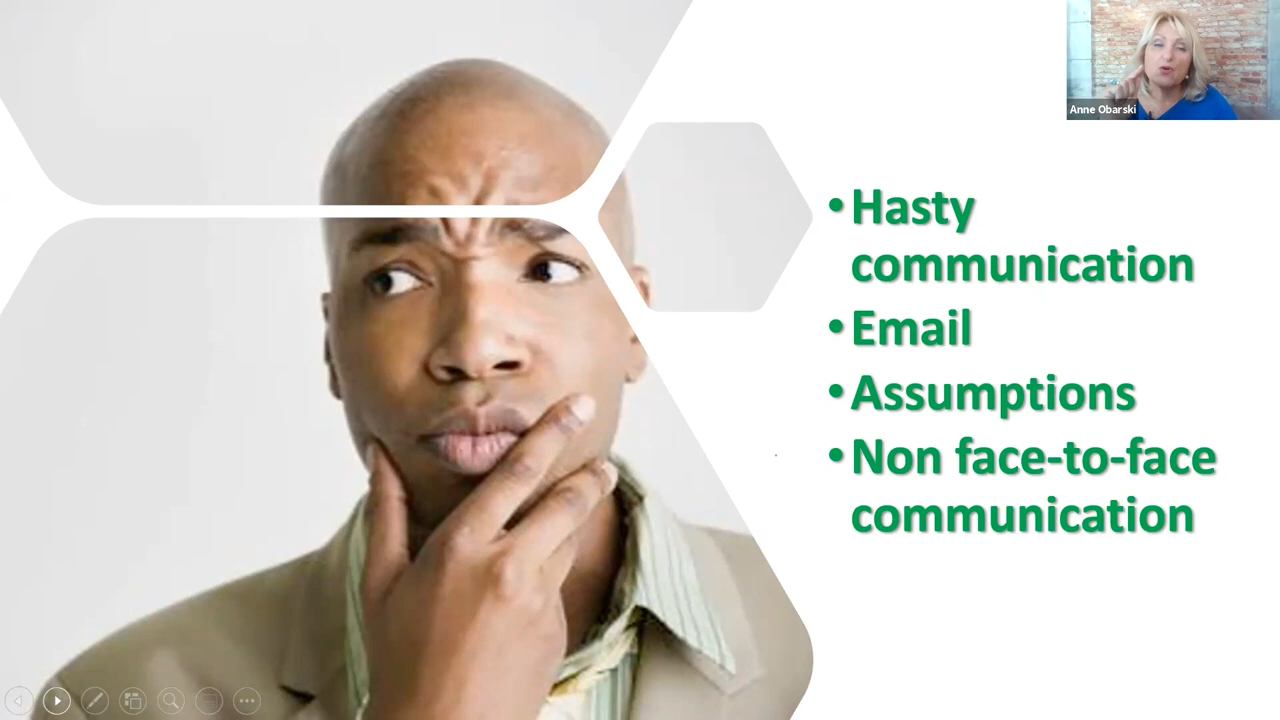 Anne Obarski
•Hasty
communication
•Email
•Assumptions
•Non face-to-face
communication